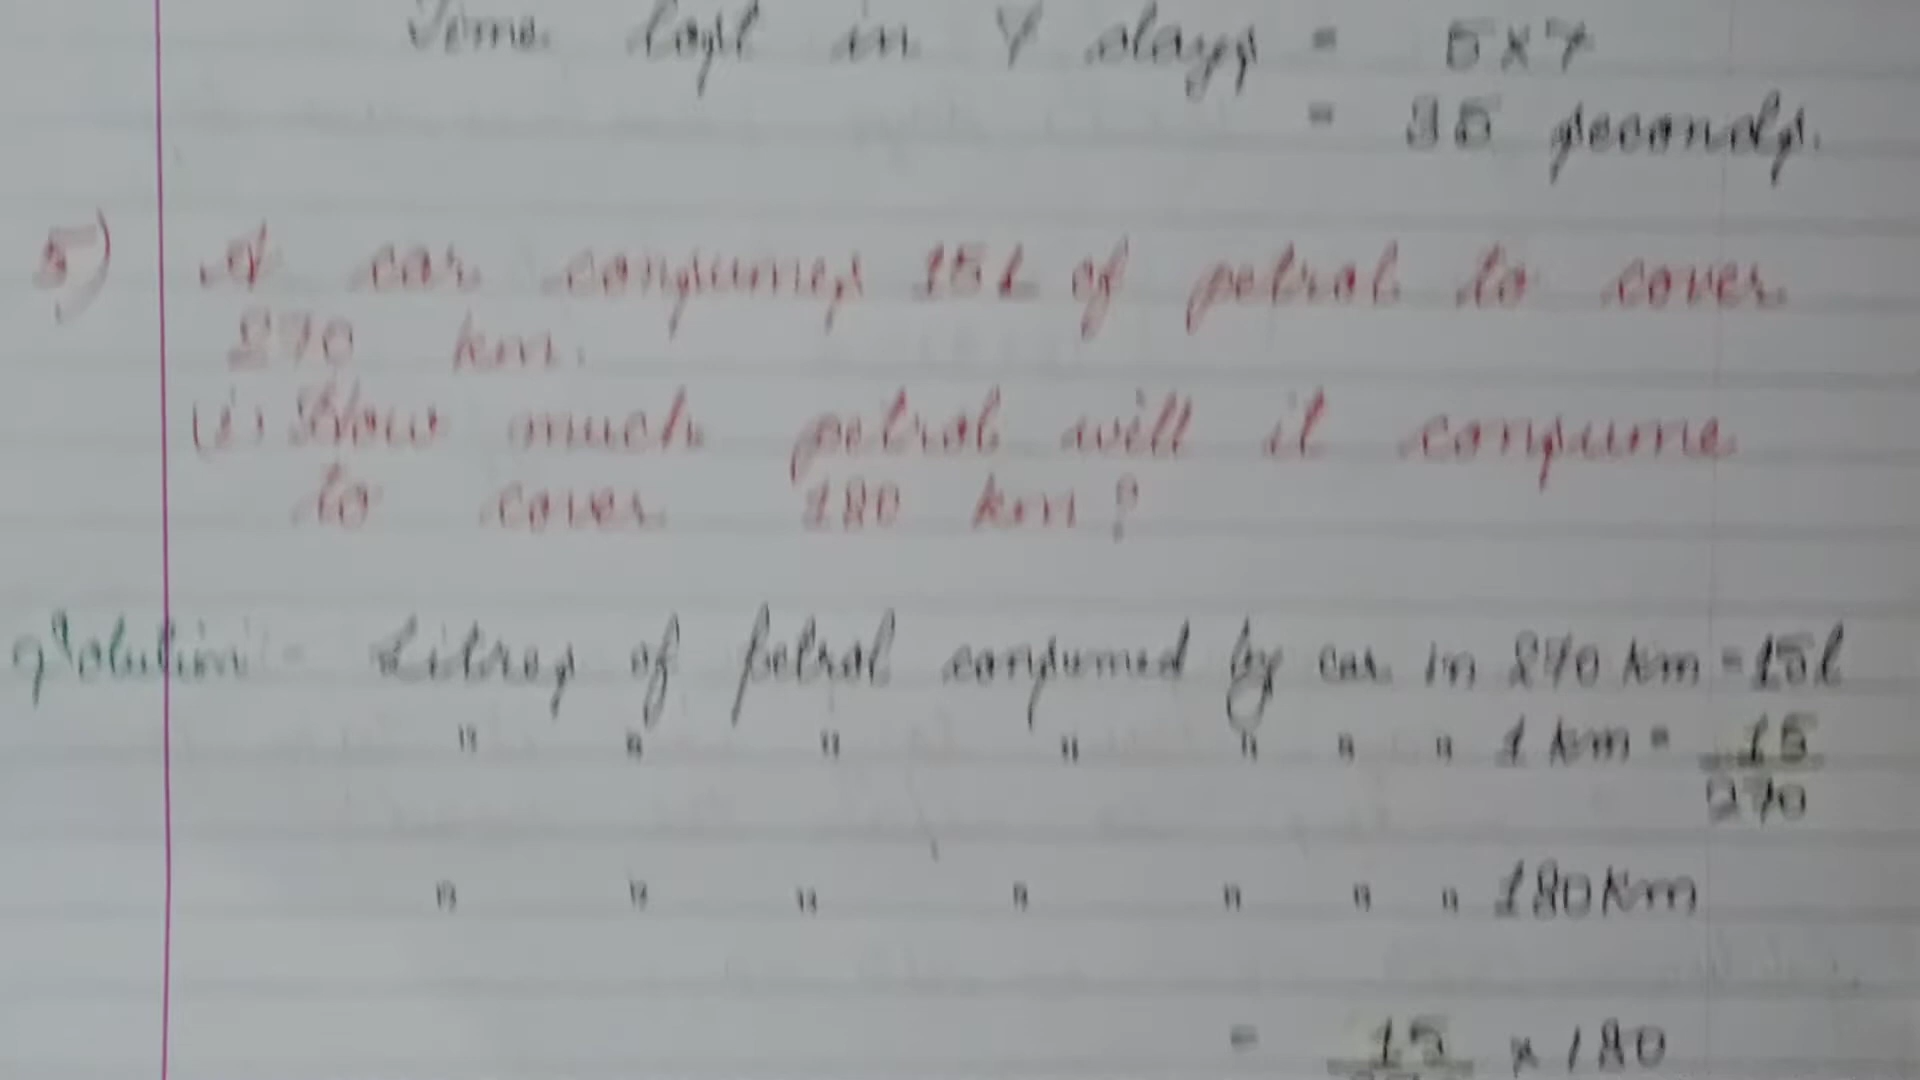 Time lost in 7 days = 5×7
= 35 seconds.
5) A car consumes 15L of petrol to cover
270 km.
(i) How much petrol will it consume
to cover 180 km?
Solution:- Litres of petrol consumed by car in 270 km = 15l
" " " " " " " 1 km = 15
270
" " " " " " " 180 km
= 15 × 180